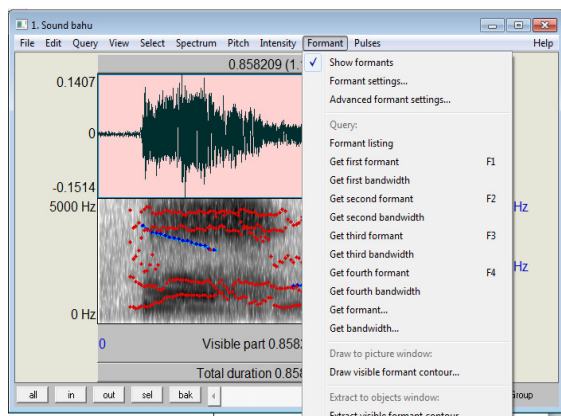 1. Sound bahu
File Edit Query View Select Spectrum Pitch Intensity Formant Pulses Help
0.858209 (1.
0.1407
0
-0.1514
5000 Hz
0 Hz
0
Visible part 0.858
Total duration 0.85
all in out sel bak
Group
Show formants
Formant settings...
Advanced formant settings...
Query:
Formant listing
Get first formant F1
Get first bandwidth
Get second formant F2
Get second bandwidth
Get third formant F3
Get third bandwidth
Get fourth formant F4
Get fourth bandwidth
Get formant...
Get bandwidth...
Draw to picture window:
Draw visible formant contour...
Extract to objects window:
Extract visible formant contour
Hz
Hz